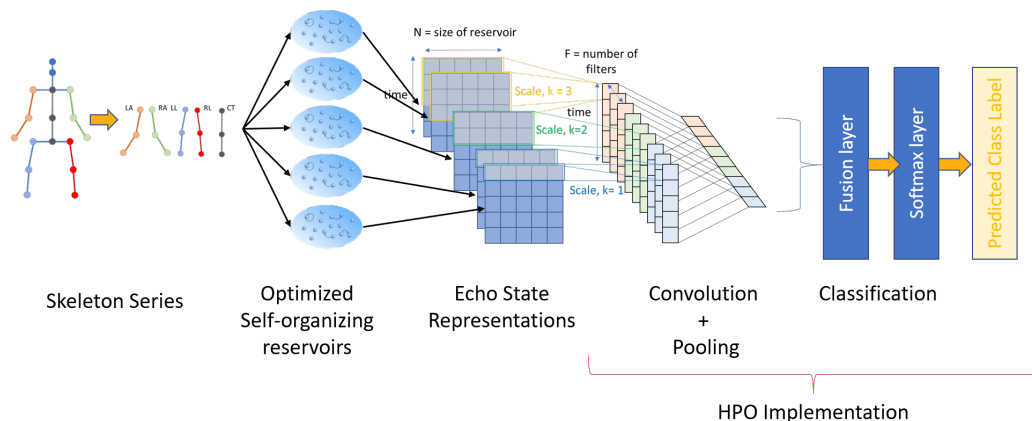 N = size of reservoir
F = number of
filters
LA
RA
LL
RL
CT
time
Scale, k = 3
time
Scale, k=2
Scale, k= 1
Fusion layer
Softmax layer
Predicted Class Label
Skeleton Series
Optimized
Self-organizing
reservoirs
Echo State
Representations
Convolution
+
Pooling
Classification
HPO Implementation